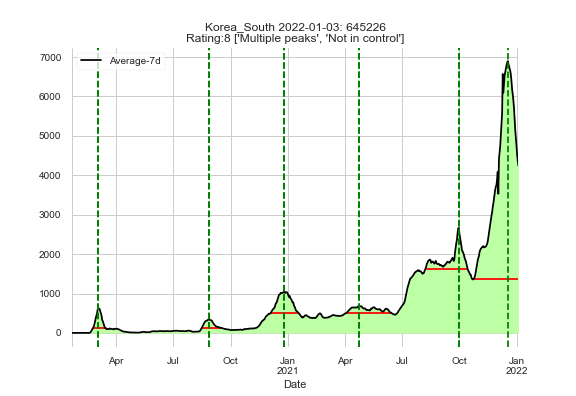 Korea_South 2022-01-03: 645226
Rating:8 ['Multiple peaks', 'Not in control']
Average-7d
7000
6000
5000
4000
3000
2000
1000
0
Apr Jul Oct Jan Apr Jul Oct Jan
2021 2022
Date